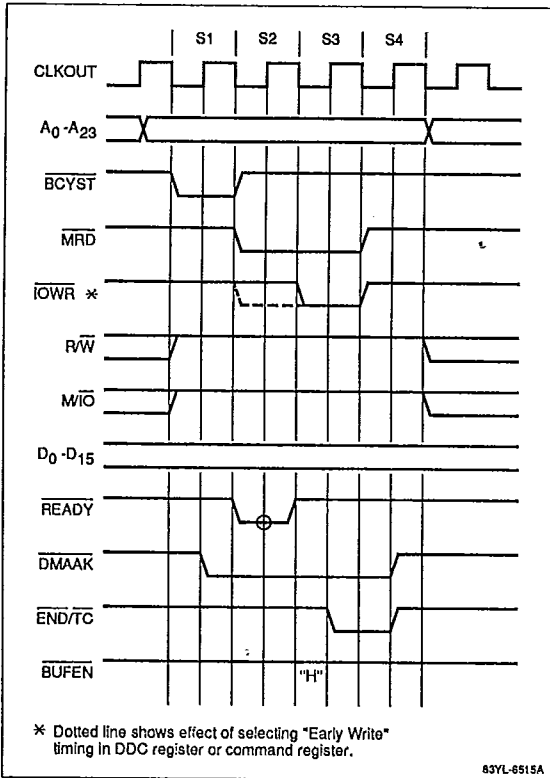 S1 S2 S3 S4
CLKOUT
A0 -A23
BCYST
MRD
IOWR *
R/W
M/IO
D0 -D15
READY
DMAAK
END/TC
BUFEN "H"
* Dotted line shows effect of selecting "Early Write"
timing in DDC register or command register.
83YL-6515A